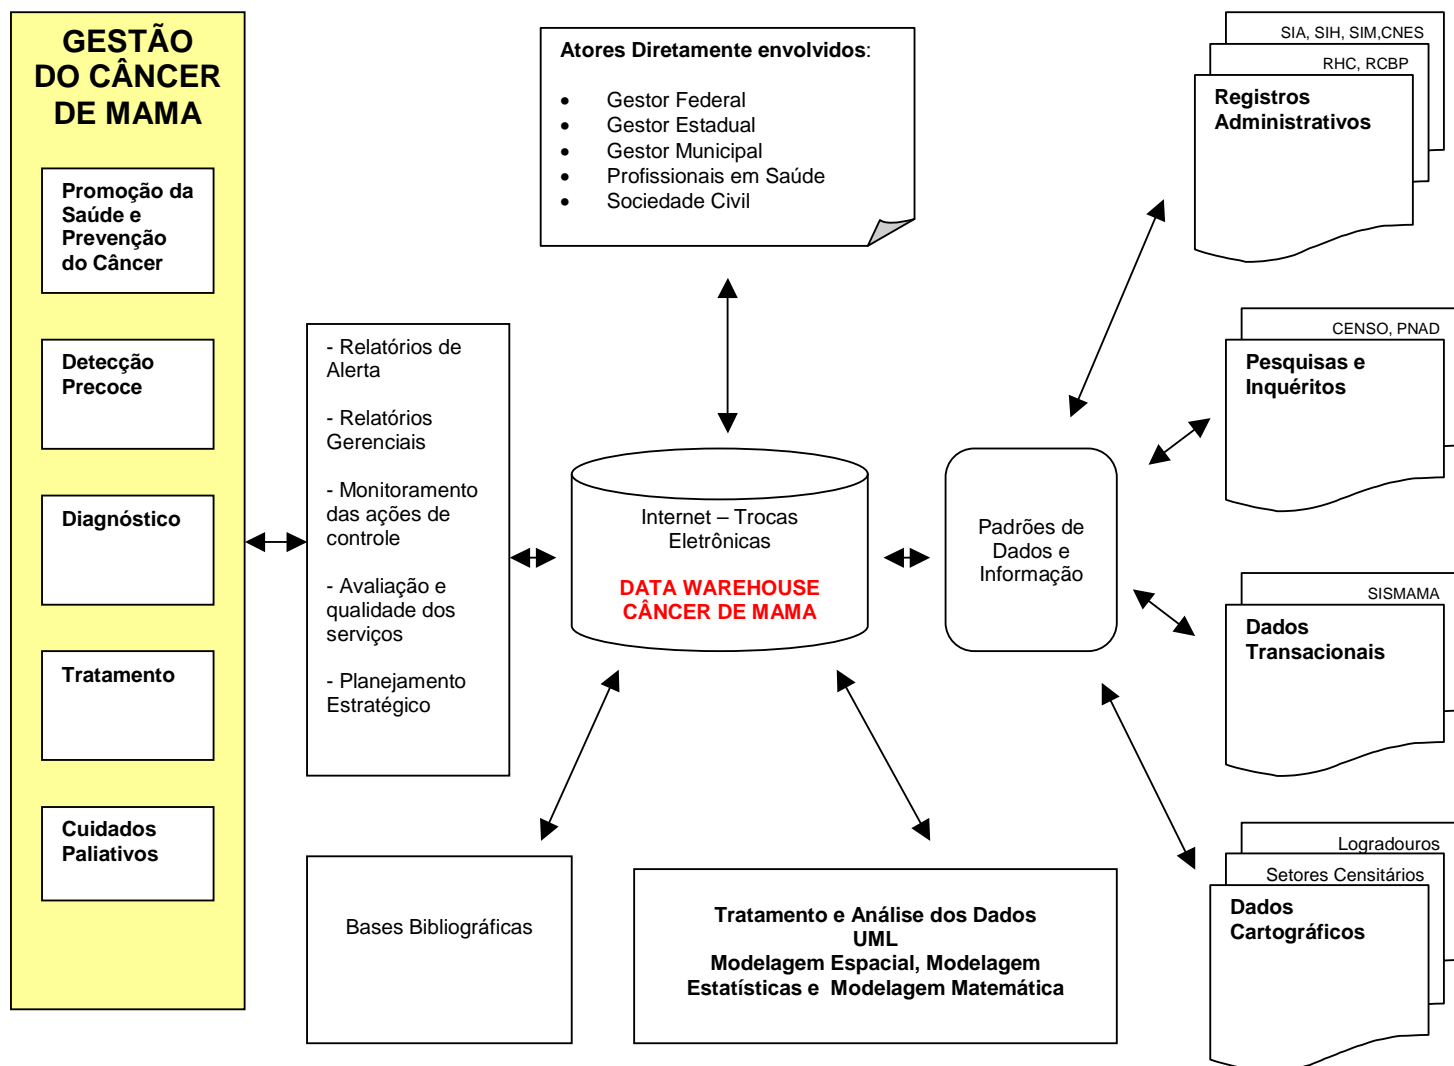 GESTÃO
DO CÂNCER
DE MAMA
Promoção da
Saúde e
Prevenção
do Câncer
Detecção
Precoce
Diagnóstico
Tratamento
Cuidados
Paliativos
- Relatórios de
Alerta
- Relatórios
Gerenciais
- Monitoramento
das ações de
controle
- Avaliação e
qualidade dos
serviços
- Planejamento
Estratégico
Atores Diretamente envolvidos:
• Gestor Federal
• Gestor Estadual
• Gestor Municipal
• Profissionais em Saúde
• Sociedade Civil
Internet – Trocas
Eletrônicas
DATA WAREHOUSE
CÂNCER DE MAMA
Bases Bibliográficas
Tratamento e Análise dos Dados
UML
Modelagem Espacial, Modelagem
Estatísticas e Modelagem Matemática
Padrões de
Dados e
Informação
SIA, SIH, SIM,CNES
RHC, RCBP
Registros
Administrativos
CENSO, PNAD
Pesquisas e
Inquéritos
SISMAMA
Dados
Transacionais
Logradouros
Setores Censitários
Dados
Cartográficos